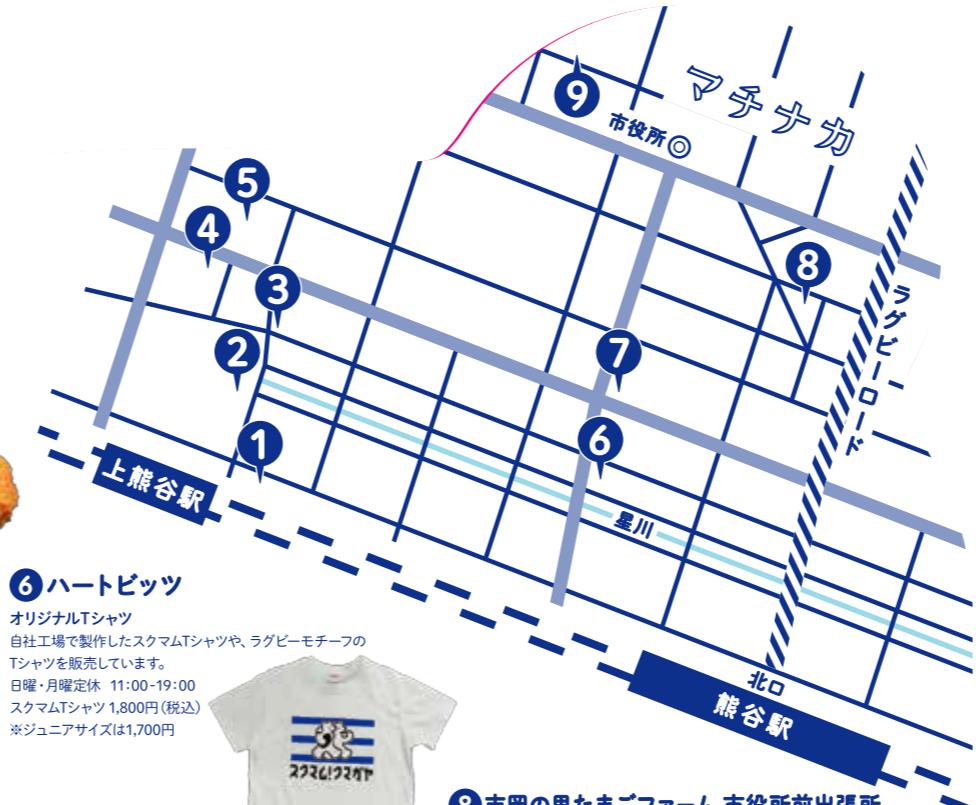 マチナカ
9
市役所◎
5
4
3
8
2
7
ラグビーロード
1
6
上熊谷駅
星川
北口
熊谷駅
6 ハートビッツ
オリジナルTシャツ
自社工場で製作したスクマムTシャツや、ラグビーモチーフの
Tシャツを販売しています。
日曜・月曜定休 11:00-19:00
スクマムTシャツ 1,800円(税込)
※ジュニアサイズは1,700円
スクマム!クマガヤ